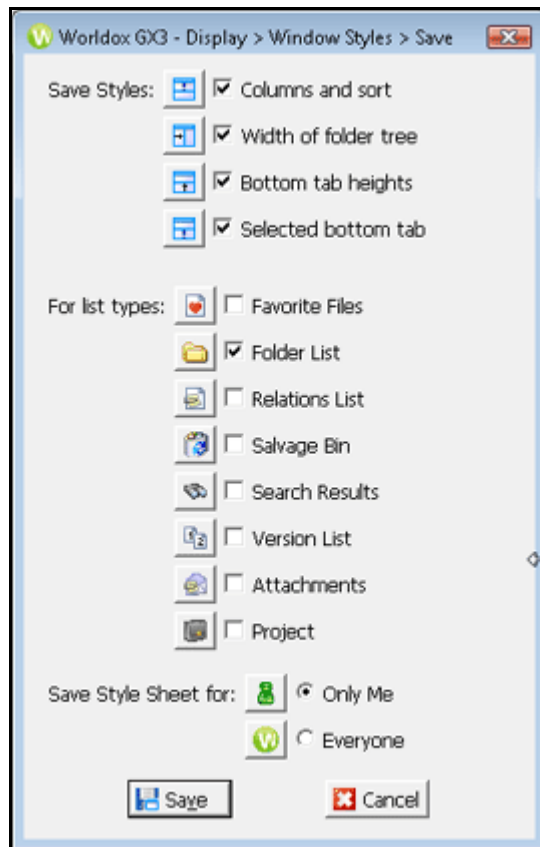 Worldox GX3 - Display > Window Styles > Save
Save Styles: Columns and sort
Width of folder tree
Bottom tab heights
Selected bottom tab
For list types: Favorite Files
Folder List
Relations List
Salvage Bin
Search Results
Version List
Attachments
Project
Save Style Sheet for: Only Me
Everyone
Save Cancel